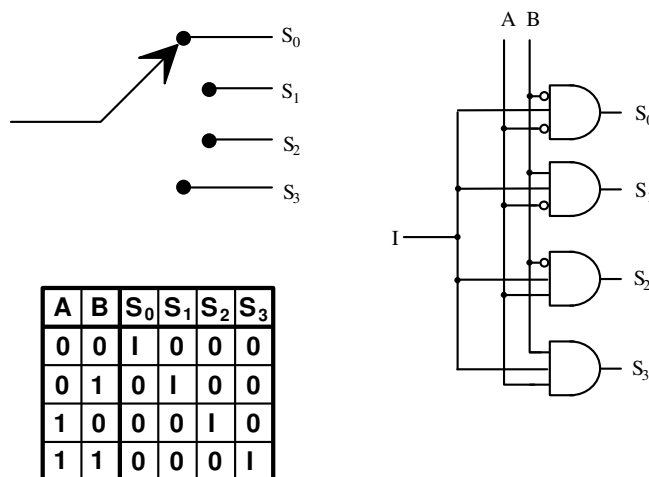 S0
S1
S2
S3
A B
S0
S1
I
S2
S3
A B S0 S1 S2 S3
0 0 I 0 0 0
0 1 0 I 0 0
1 0 0 0 I 0
1 1 0 0 0 I